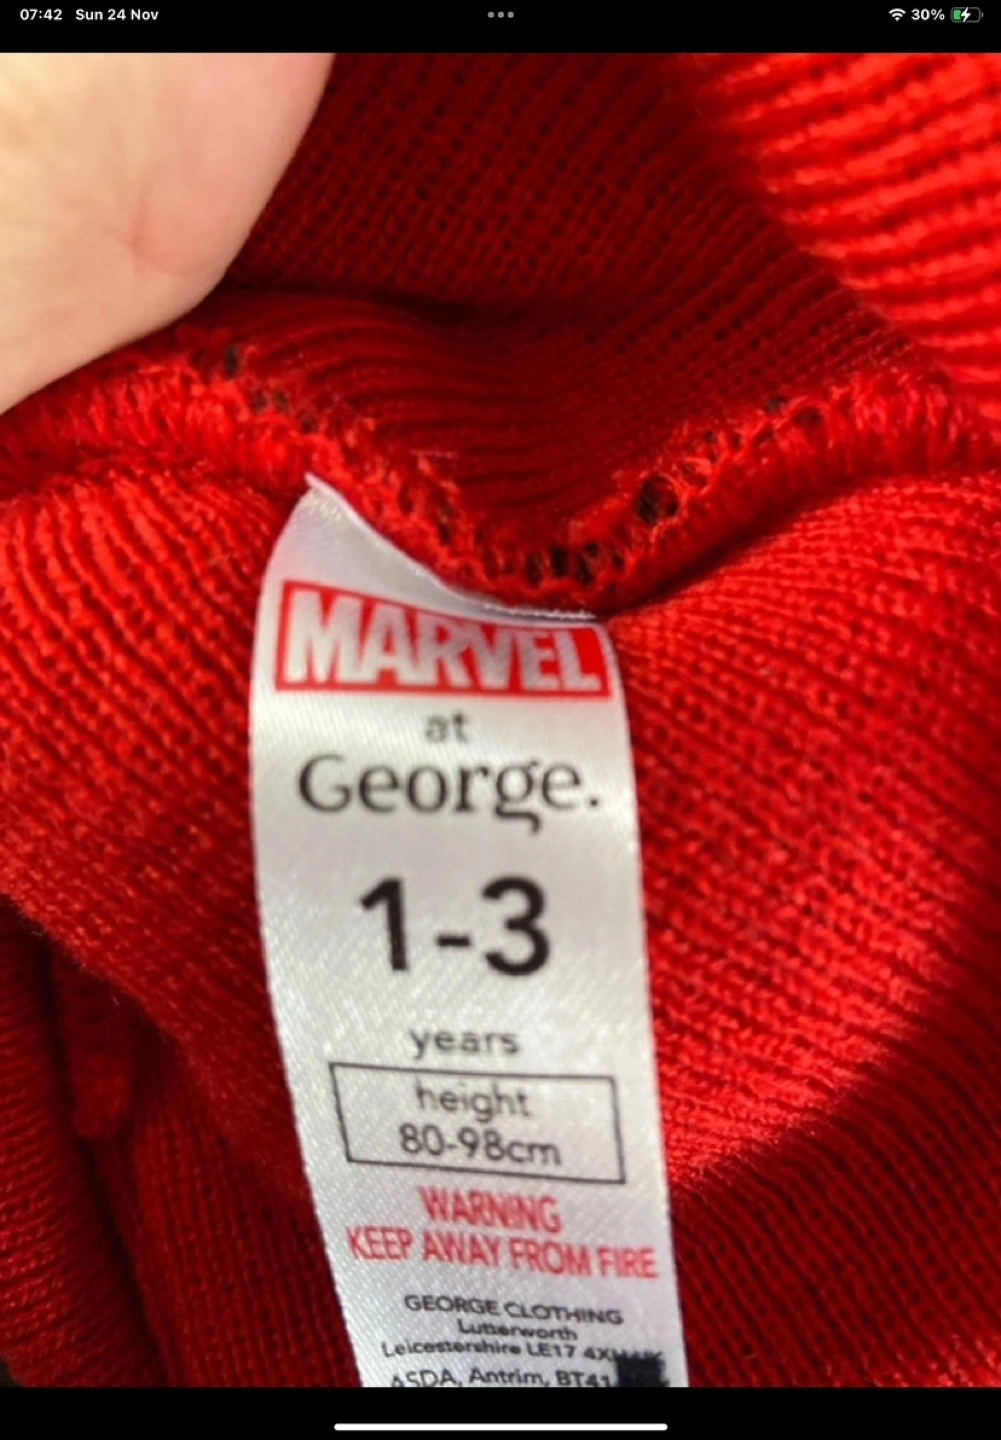 07:42 Sun 24 Nov
30%
MARVEL
at
George.
1-3
years
height
80-98cm
WARNING
KEEP AWAY FROM FIRE
GEORGE CLOTHING
Lutterworth
Leicestershire LE17
ASDA, Antrim, BT41